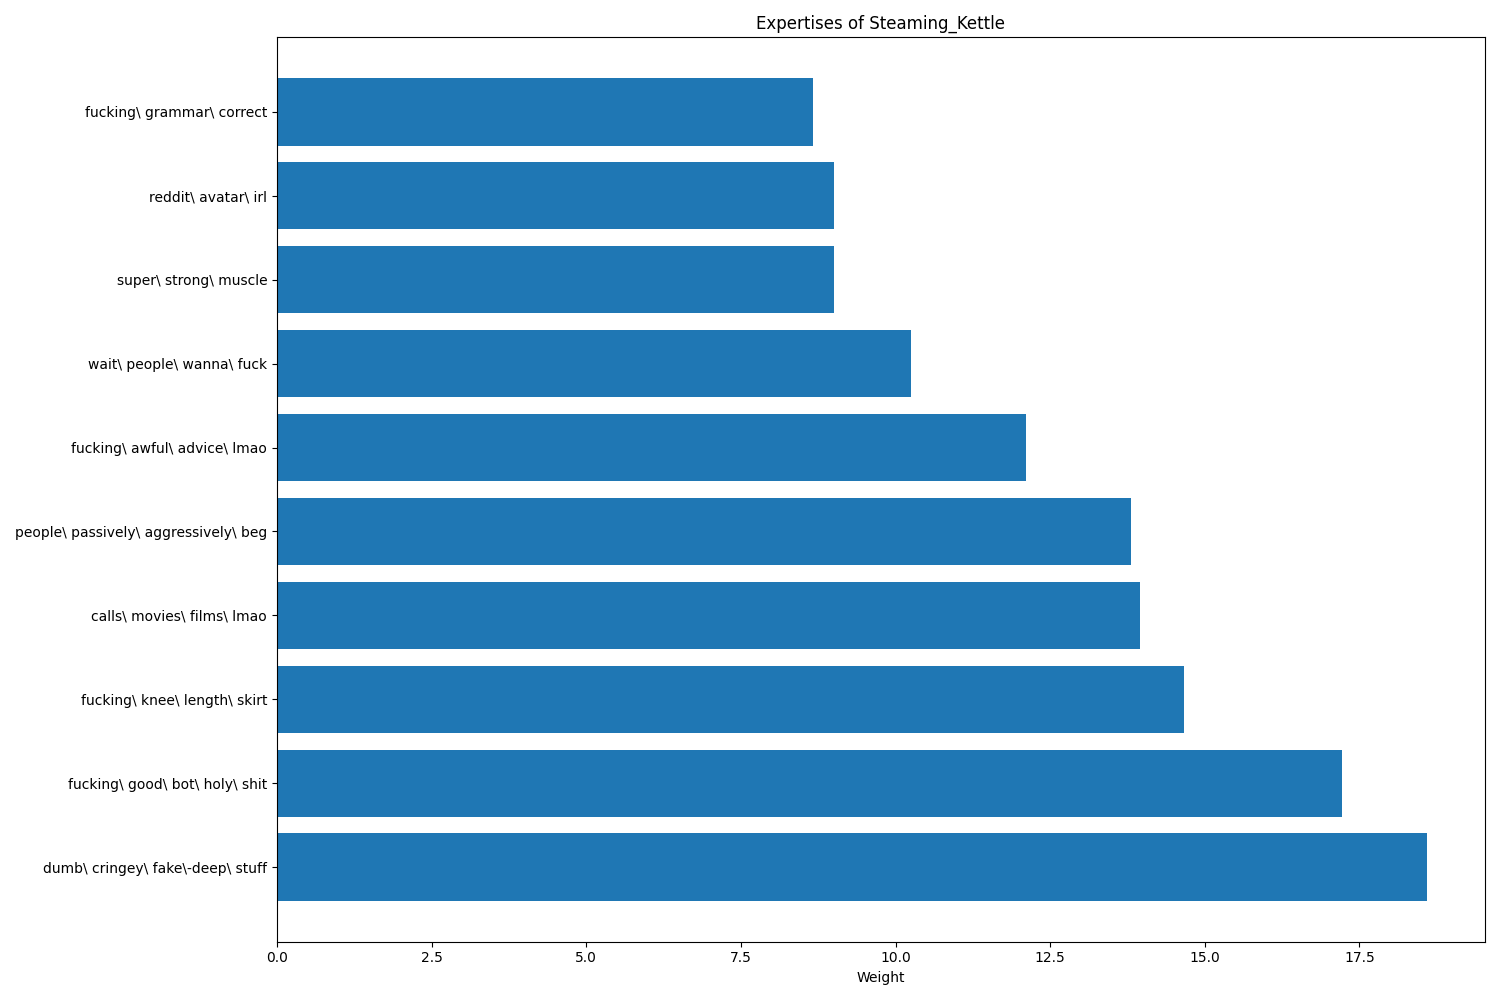 Expertises of Steaming_Kettle
fucking\ grammar\ correct
reddit\ avatar\ irl
super\ strong\ muscle
wait\ people\ wanna\ fuck
fucking\ awful\ advice\ lmao
people\ passively\ aggressively\ beg
calls\ movies\ films\ lmao
fucking\ knee\ length\ skirt
fucking\ good\ bot\ holy\ shit
dumb\ cringey\ fake\-deep\ stuff
0.0 2.5 5.0 7.5 10.0 12.5 15.0 17.5
Weight